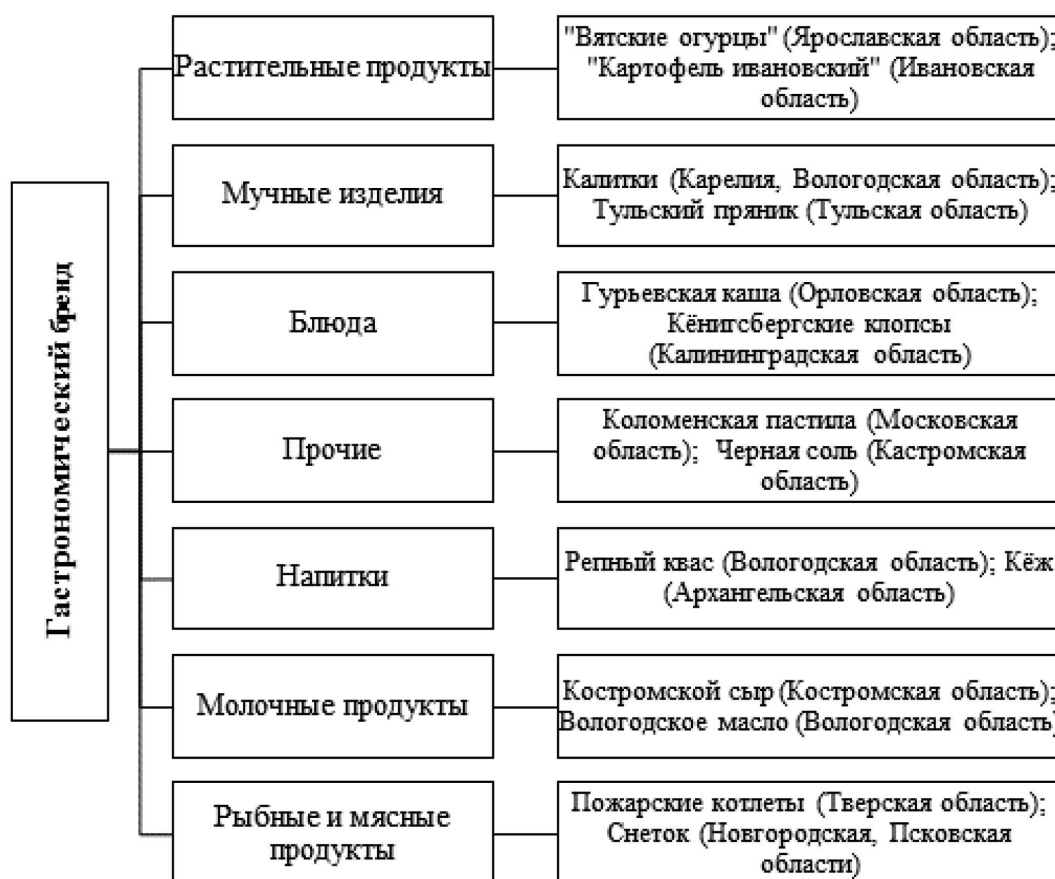 Гастрономический бренд
Растительные продукты
"Вятские огурцы" (Ярославская область);
"Картофель ивановский" (Ивановская
область)
Мучные изделия
Калитки (Карелия, Вологодская область);
Тульский пряник (Тульская область)
Блюда
Гурьевская каша (Орловская область);
Кёнигсбергские клопсы
(Калининградская область)
Прочие
Коломенская пастила (Московская
область); Черная соль (Кастромская
область)
Напитки
Репный квас (Вологодская область); Кёж
(Архангельская область)
Молочные продукты
Костромской сыр (Костромская область);
Вологодское масло (Вологодская область)
Рыбные и мясные
продукты
Пожарские котлеты (Тверская область);
Снеток (Новгородская, Псковская
области)